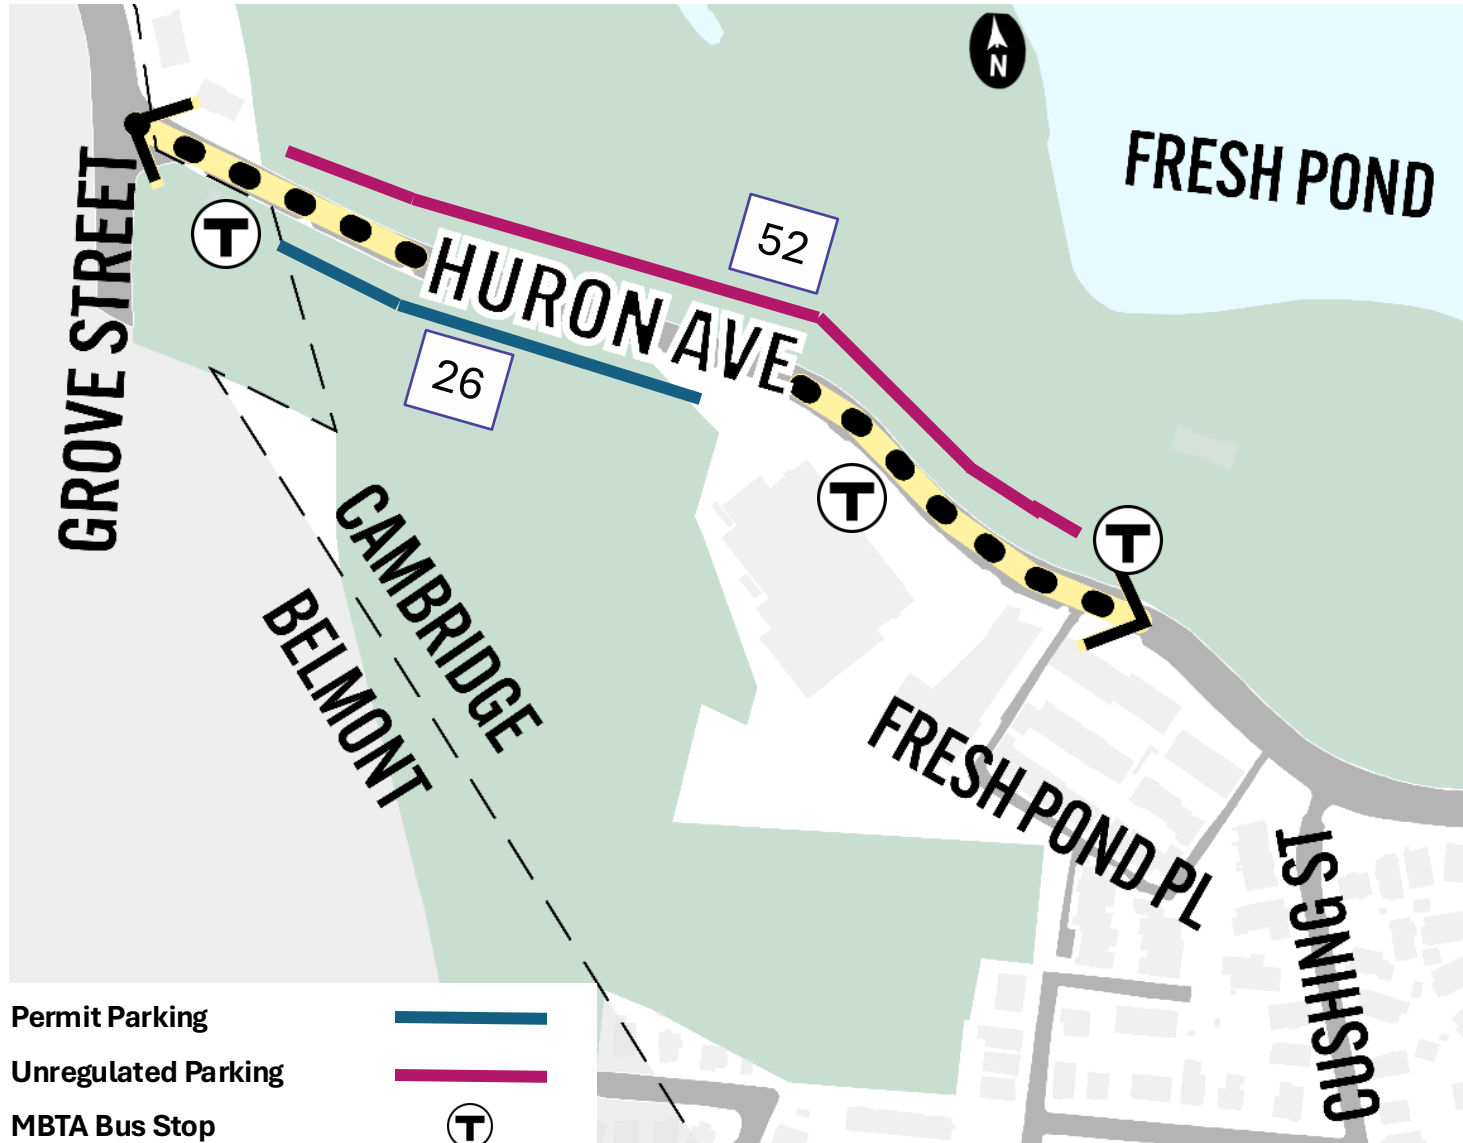 N
FRESH POND
GROVE STREET
T
52
HURON AVE
26
T
T
CAMBRIDGE
BELMONT
FRESH POND PL
CUSHING ST
Permit Parking
Unregulated Parking
MBTA Bus Stop
T